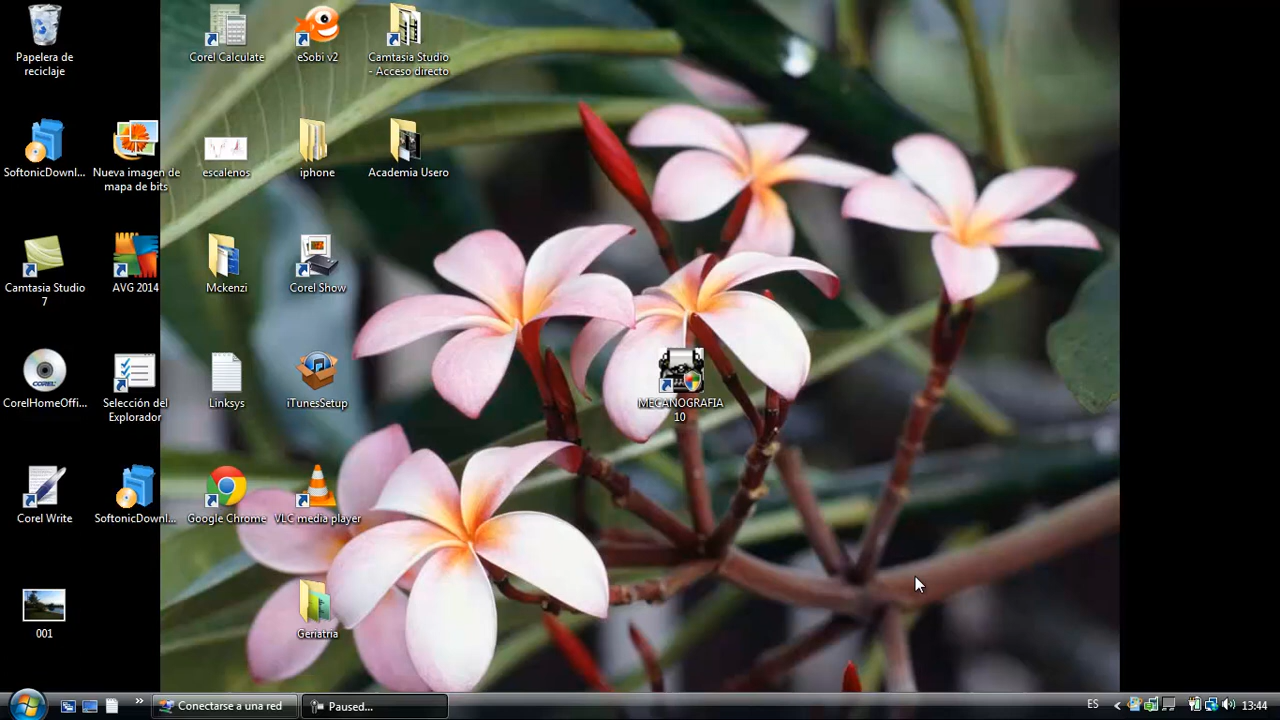 Papelera de
reciclaje
Corel Calculate
eSobi v2
Camtasia Studio
- Acceso directo
SoftonicDownl...
Nueva imagen de
mapa de bits
escalenos
iphone
Academia Usero
Camtasia Studio
7
AVG 2014
Mckenzi
Corel Show
COREL
CorelHomeOffi...
Selección del
Explorador
Linksys
iTunesSetup
MECANOGRAFIA
10
Corel Write
SoftonicDownl...
Google Chrome
VLC media player
001
Geriatria
»
Conectarse a una red
Paused...
ES
13:44